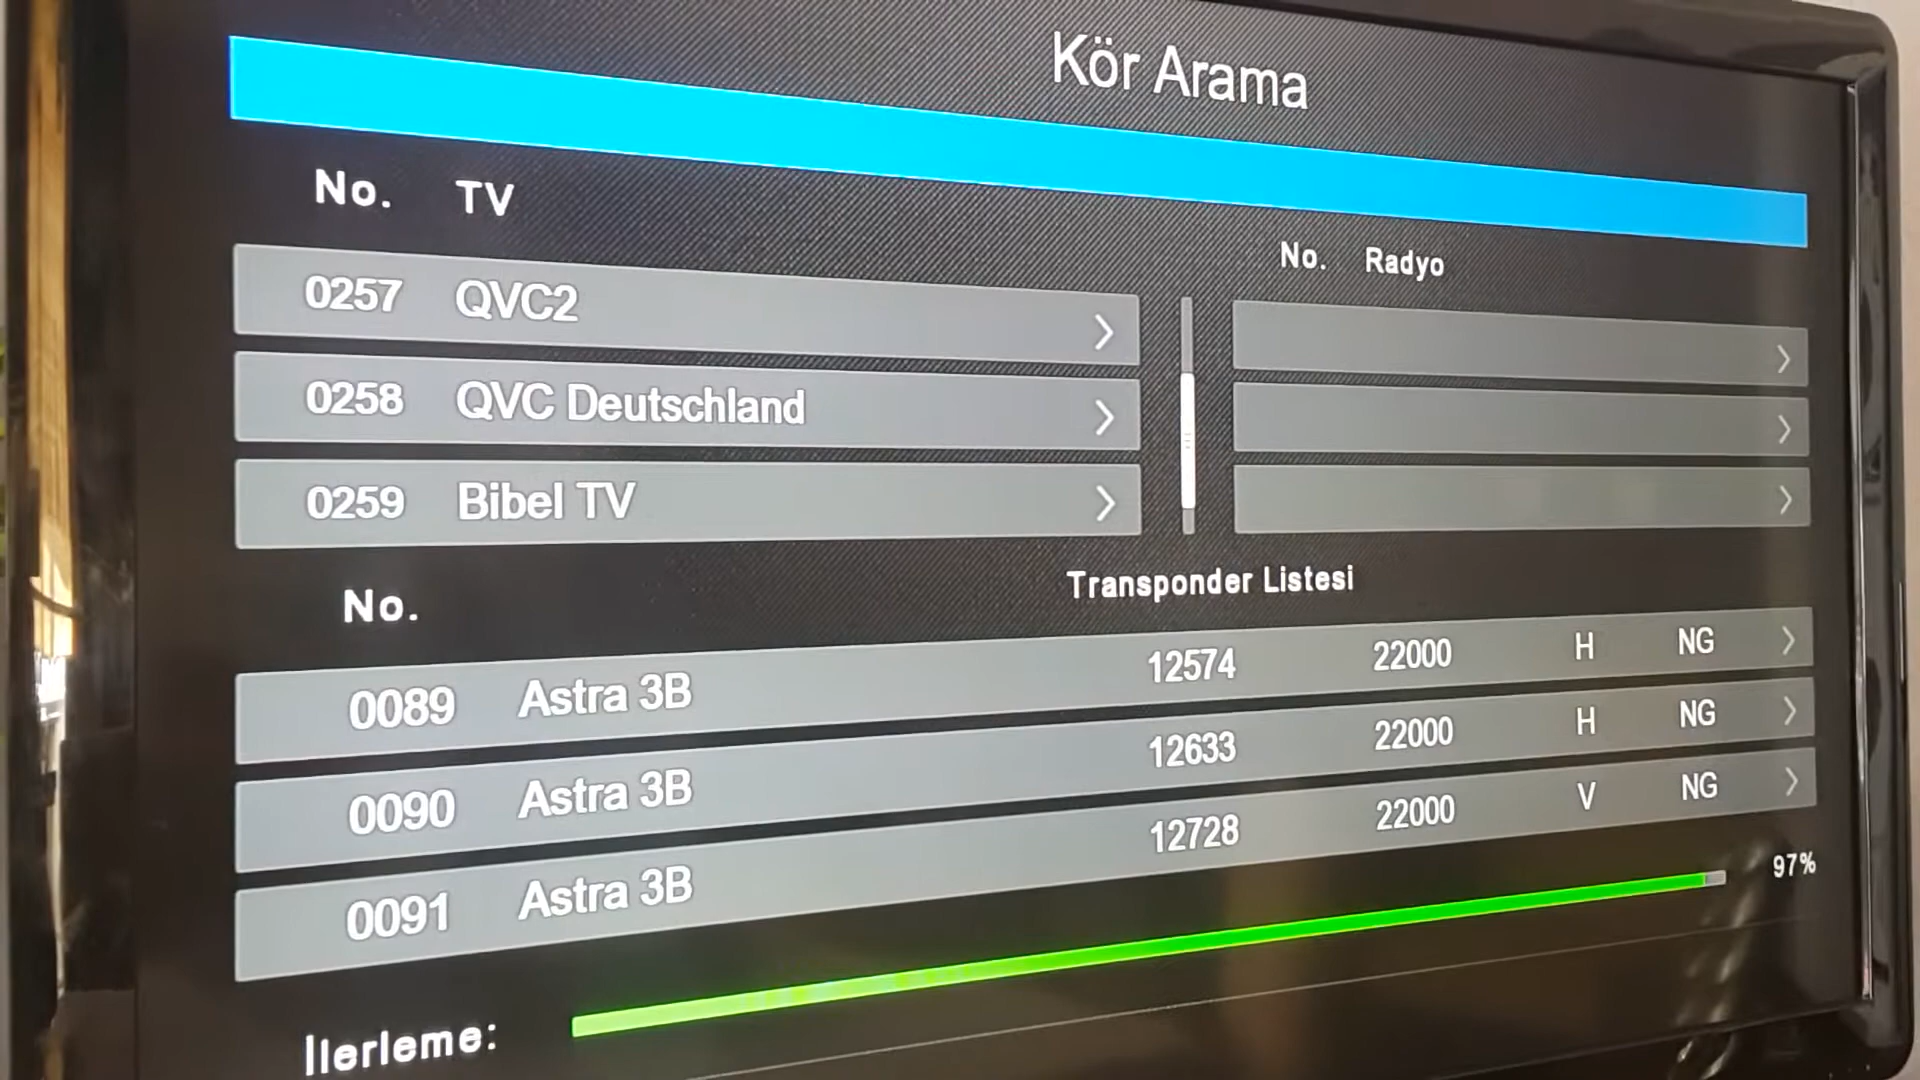 Kör Arama
No. TV
No. Radyo
0257 QVC2
0258 QVC Deutschland
0259 Bibel TV
No. Transponder Listesi
0089 Astra 3B 12574 22000 H NG
0090 Astra 3B 12633 22000 H NG
0091 Astra 3B 12728 22000 V NG
97%
İlerleme: